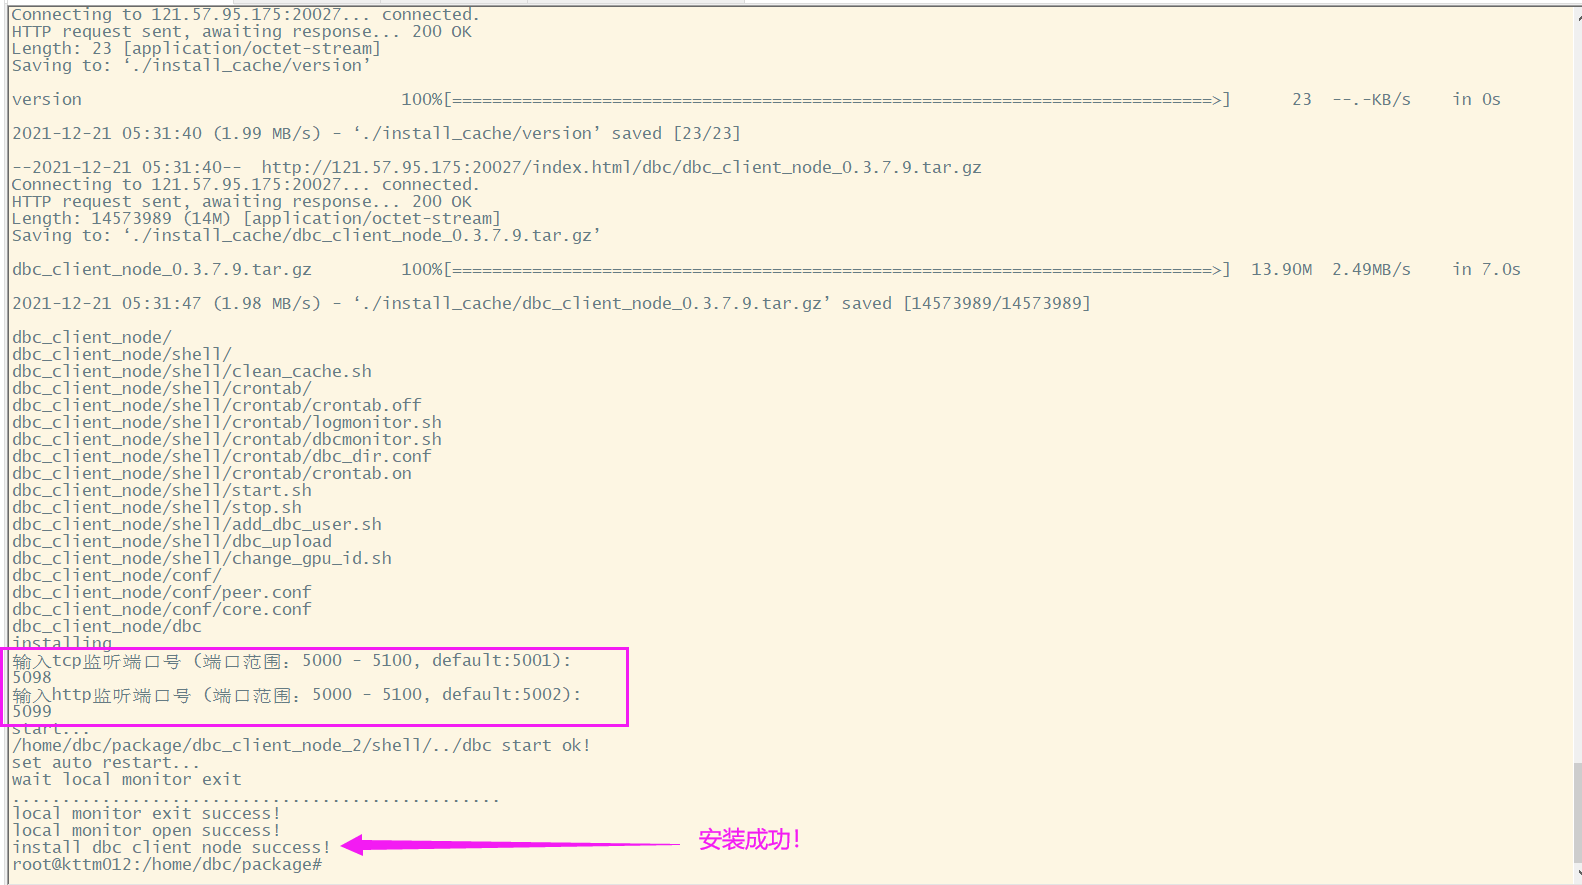 Connecting to 121.57.95.175:20027... connected.
HTTP request sent, awaiting response... 200 OK
Length: 23 [application/octet-stream]
Saving to: ‘./install_cache/version’
version 100%[============================================================================>] 23 --.-KB/s in 0s
2021-12-21 05:31:40 (1.99 MB/s) - ‘./install_cache/version’ saved [23/23]
--2021-12-21 05:31:40-- http://121.57.95.175:20027/index.html/dbc/dbc_client_node_0.3.7.9.tar.gz
Connecting to 121.57.95.175:20027... connected.
HTTP request sent, awaiting response... 200 OK
Length: 14573989 (14M) [application/octet-stream]
Saving to: ‘./install_cache/dbc_client_node_0.3.7.9.tar.gz’
dbc_client_node_0.3.7.9.tar.gz 100%[============================================================================>] 13.90M 2.49MB/s in 7.0s
2021-12-21 05:31:47 (1.98 MB/s) - ‘./install_cache/dbc_client_node_0.3.7.9.tar.gz’ saved [14573989/14573989]
dbc_client_node/
dbc_client_node/shell/
dbc_client_node/shell/clean_cache.sh
dbc_client_node/shell/crontab/
dbc_client_node/shell/crontab/crontab.off
dbc_client_node/shell/crontab/logmonitor.sh
dbc_client_node/shell/crontab/dbcmonitor.sh
dbc_client_node/shell/crontab/dbc_dir.conf
dbc_client_node/shell/crontab/crontab.on
dbc_client_node/shell/start.sh
dbc_client_node/shell/stop.sh
dbc_client_node/shell/add_dbc_user.sh
dbc_client_node/shell/dbc_upload
dbc_client_node/shell/change_gpu_id.sh
dbc_client_node/conf/
dbc_client_node/conf/peer.conf
dbc_client_node/conf/core.conf
dbc_client_node/dbc
installing
输入tcp监听端口号 (端口范围: 5000 - 5100, default:5001):
5098
输入http监听端口号 (端口范围: 5000 - 5100, default:5002):
5099
start...
/home/dbc/package/dbc_client_node_2/shell/../dbc start ok!
set auto restart...
wait local monitor exit
.................................................
local monitor exit success!
local monitor open success!
install dbc client node success!
安装成功!
root@kttm012:/home/dbc/package#